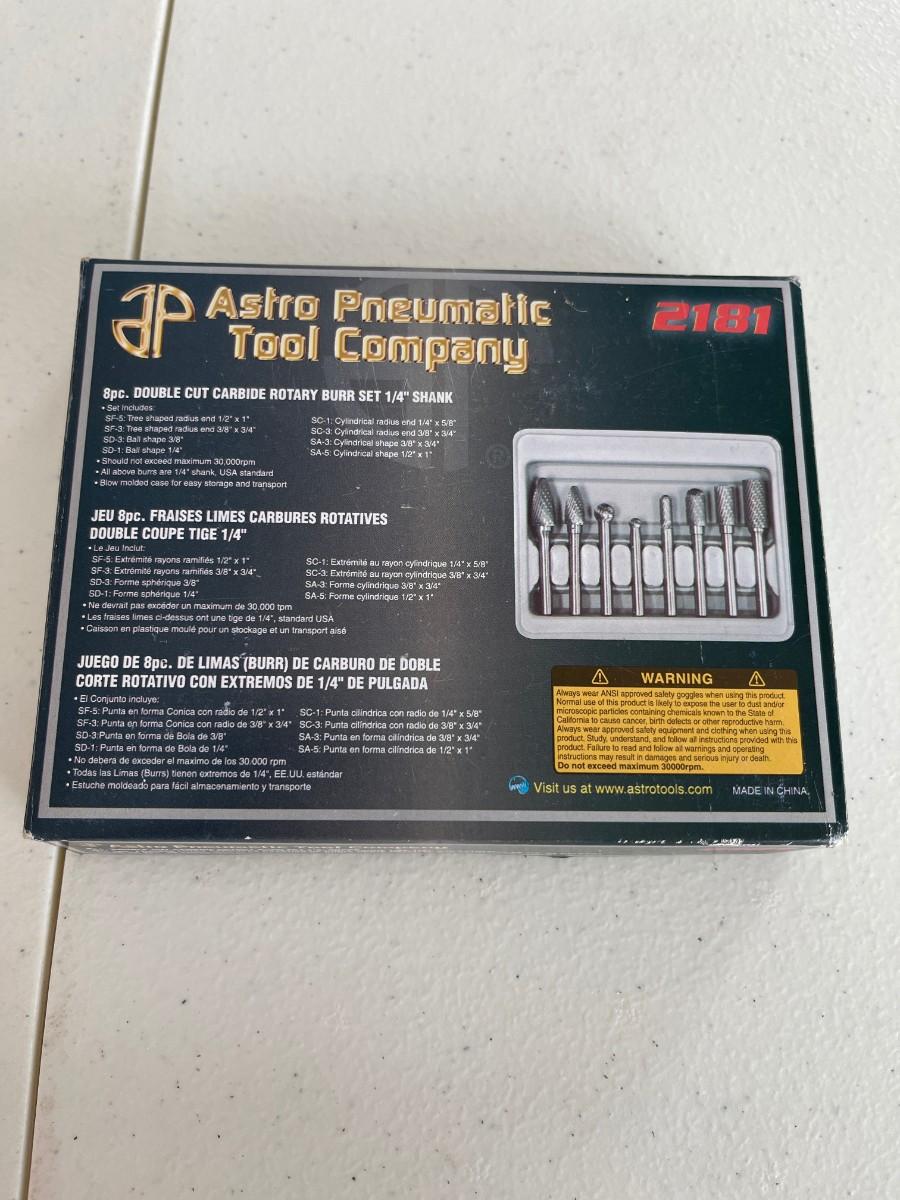 AP Astro Pneumatic
Tool Company
2181
8pc. DOUBLE CUT CARBIDE ROTARY BURR SET 1/4" SHANK
• Set Includes:
SF-5: Tree shaped radius end 1/2" x 1"
SF-3: Tree shaped radius end 3/8" x 3/4"
SD-3: Ball shape 3/8"
SD-1: Ball shape 1/4"
SC-1: Cylindrical radius end 1/4" x 5/8"
SC-3: Cylindrical radius end 3/8" x 3/4"
SA-3: Cylindrical shape 3/8" x 3/4"
SA-5: Cylindrical shape 1/2" x 1"
• Should not exceed maximum 30,000rpm
• All above burrs are 1/4" shank, USA standard
• Blow molded case for easy storage and transport
JEU 8pc. FRAISES LIMES CARBURES ROTATIVES
DOUBLE COUPE TIGE 1/4"
• Le Jeu Inclut:
SF-5: Extrémité rayons ramifiés 1/2" x 1"
SF-3: Extrémité rayons ramifiés 3/8" x 3/4"
SD-3: Forme sphérique 3/8"
SD-1: Forme sphérique 1/4"
SC-1: Extrémité au rayon cylindrique 1/4" x 5/8"
SC-3: Extrémité au rayon cylindrique 3/8" x 3/4"
SA-3: Forme cylindrique 3/8" x 3/4"
SA-5: Forme cylindrique 1/2" x 1"
• Ne devrait pas excéder un maximum de 30.000 tpm
• Les fraises limes ci-dessus ont une tige de 1/4", standard USA
• Caisson en plastique moulé pour un stockage et un transport aisé
JUEGO DE 8pc. DE LIMAS (BURR) DE CARBURO DE DOBLE
CORTE ROTATIVO CON EXTREMOS DE 1/4" DE PULGADA
• El Conjunto incluye:
SF-5: Punta en forma Conica con radio de 1/2" x 1"
SF-3: Punta en forma Conica con radio de 3/8" x 3/4"
SD-3:Punta en forma de Bola de 3/8"
SD-1: Punta en forma de Bola de 1/4"
SC-1: Punta cilíndrica con radio de 1/4" x 5/8"
SC-3: Punta cilíndrica con radio de 3/8" x 3/4"
SA-3: Punta en forma cilíndrica de 3/8" x 3/4"
SA-5: Punta en forma cilíndrica de 1/2" x 1"
• No debera de exceder el maximo de los 30.000 rpm
• Todas las Limas (Burrs) tienen extremos de 1/4", EE.UU. estándar
• Estuche moldeado para fácil almacenamiento y transporte
WARNING
Always wear ANSI approved safety goggles when using this product.
Normal use of this product is likely to expose the user to dust and/or
microscopic particles containing chemicals known to the State of
California to cause cancer, birth defects or other reproductive harm.
Always wear approved safety equipment and clothing when using this
product. Study, understand, and follow all instructions provided with this
product. Failure to read and follow all warnings and operating
instructions may result in damages and serious injury or death.
Do not exceed maximum 30000rpm.
Visit us at www.astrotools.com
MADE IN CHINA.
Astro Pneumatic Tool Company